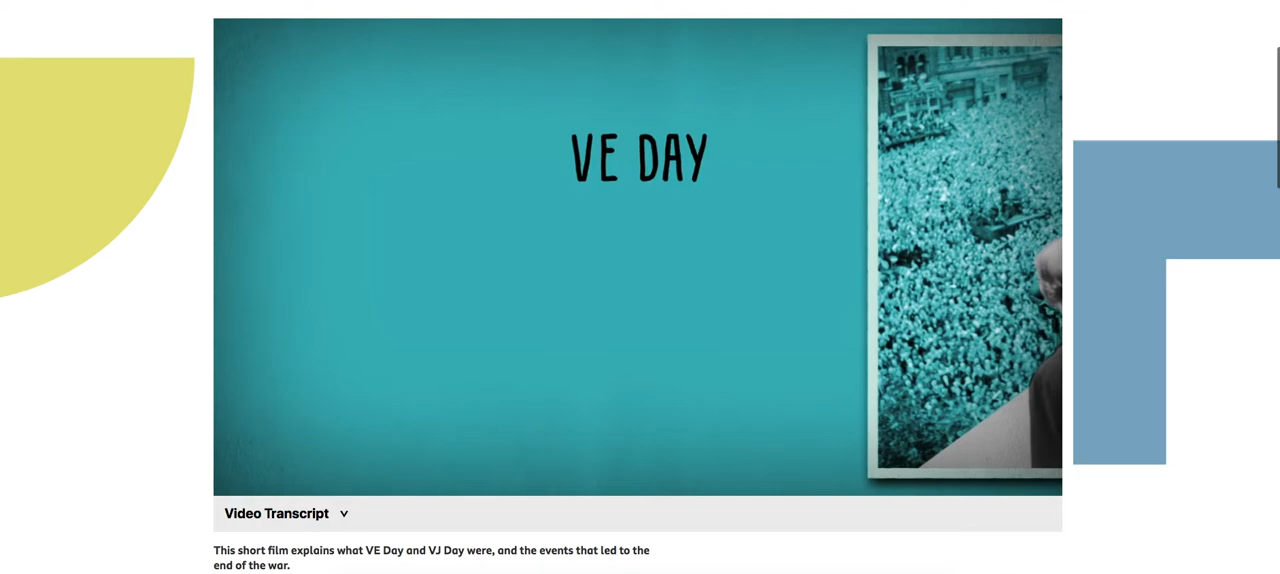 VE DAY
Video Transcript
This short film explains what VE Day and VJ Day were, and the events that led to the
end of the war.